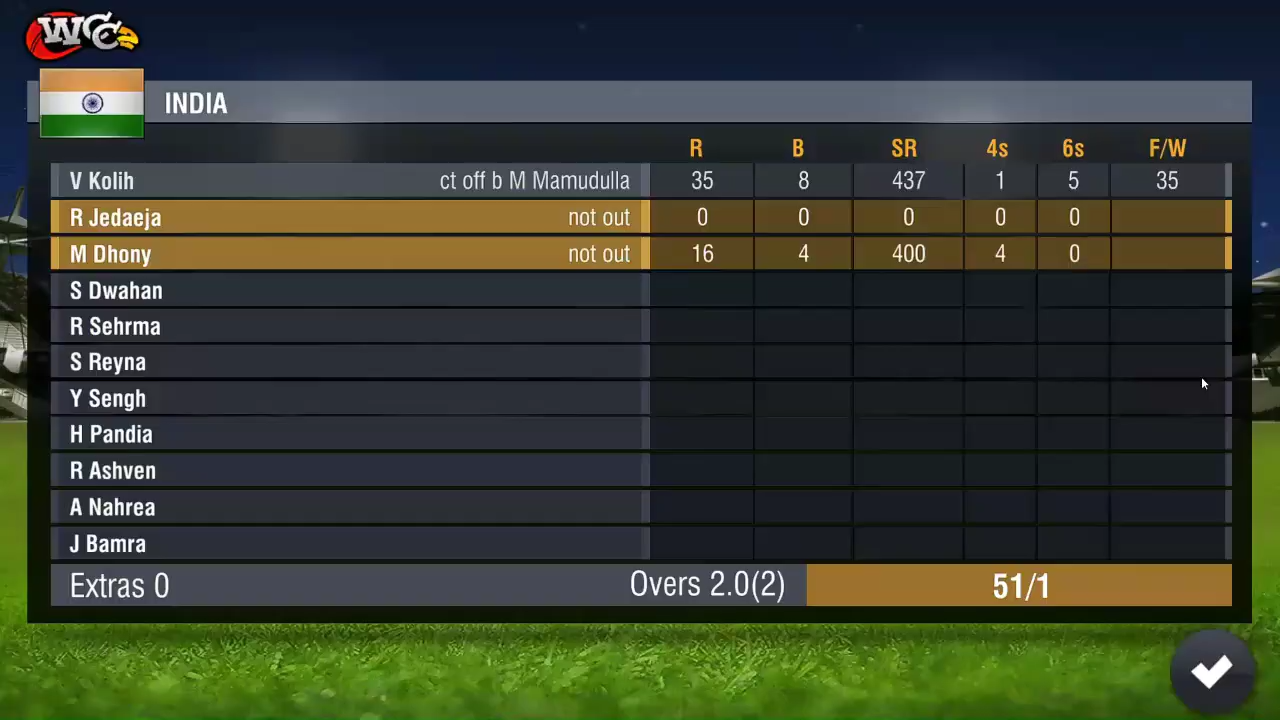 WCC
INDIA
R B SR 4s 6s F/W
V Kolih ct off b M Mamudulla 35 8 437 1 5 35
R Jedaeja not out 0 0 0 0 0
M Dhony not out 16 4 400 4 0
S Dwahan
R Sehrma
S Reyna
Y Sengh
H Pandia
R Ashven
A Nahrea
J Bamra
Extras 0 Overs 2.0(2) 51/1